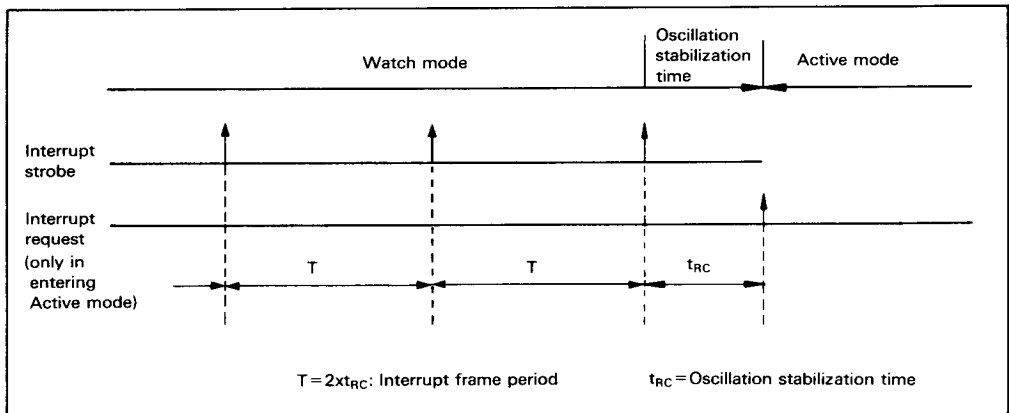 Oscillation
stabilization
time
Watch mode
Active mode
Interrupt
strobe
Interrupt
request
(only in
entering
Active mode)
T
T
tRC
T=2xtRC: Interrupt frame period
tRC=Oscillation stabilization time